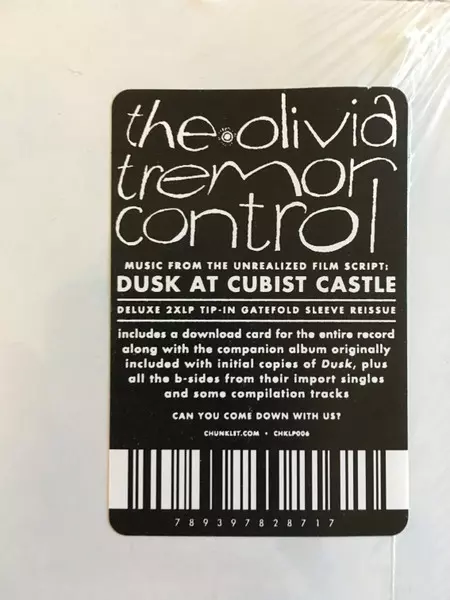 the olivia
tremor
control
MUSIC FROM THE UNREALIZED FILM SCRIPT:
DUSK AT CUBIST CASTLE
DELUXE 2XLP TIP-IN GATEFOLD SLEEVE REISSUE
includes a download card for the entire record
along with the companion album originally
included with initial copies of Dusk, plus
all the b-sides from their import singles
and some compilation tracks
CAN YOU COME DOWN WITH US?
CHUNKLET.COM • CHKLP006
789397828717